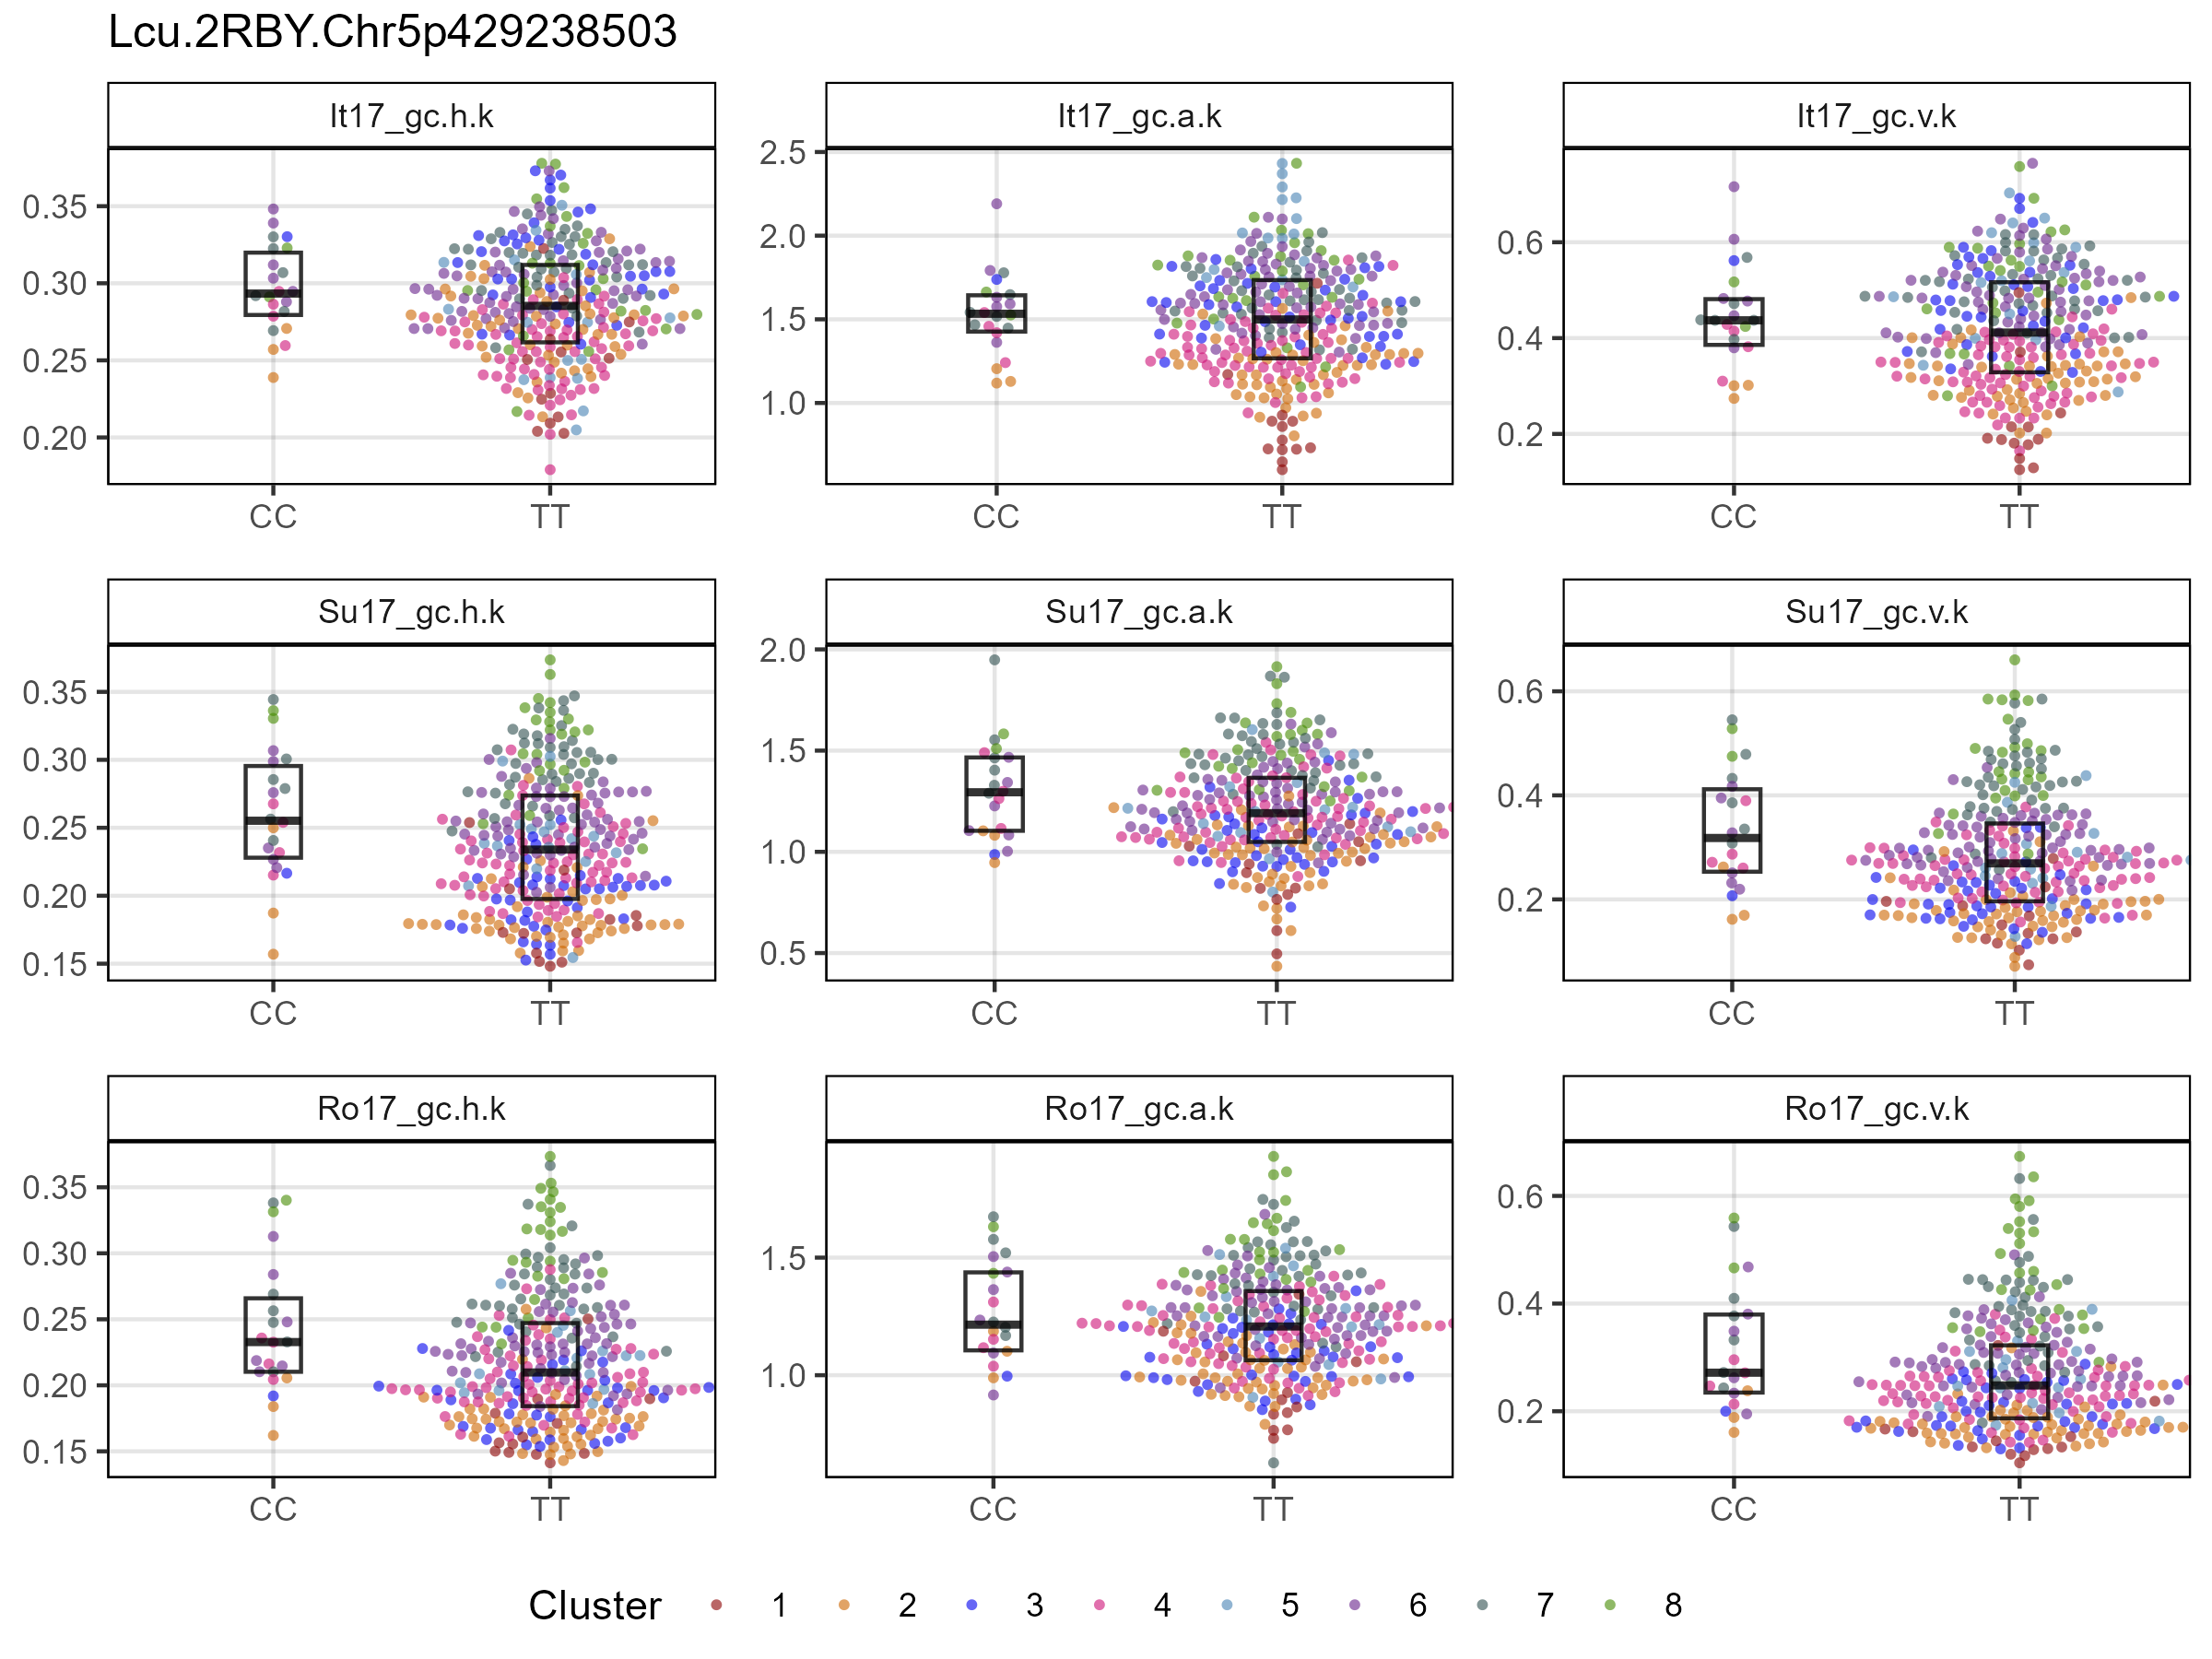 Lcu.2RBY.Chr5p429238503
It17_gc.h.k
It17_gc.a.k
It17_gc.v.k
0.35
0.30
0.25
0.20
2.5
2.0
1.5
1.0
0.6
0.4
0.2
CC TT
CC TT
CC TT
Su17_gc.h.k
Su17_gc.a.k
Su17_gc.v.k
0.35
0.30
0.25
0.20
0.15
2.0
1.5
1.0
0.5
0.6
0.4
0.2
CC TT
CC TT
CC TT
Ro17_gc.h.k
Ro17_gc.a.k
Ro17_gc.v.k
0.35
0.30
0.25
0.20
0.15
1.5
1.0
0.6
0.4
0.2
CC TT
CC TT
CC TT
Cluster 1 2 3 4 5 6 7 8